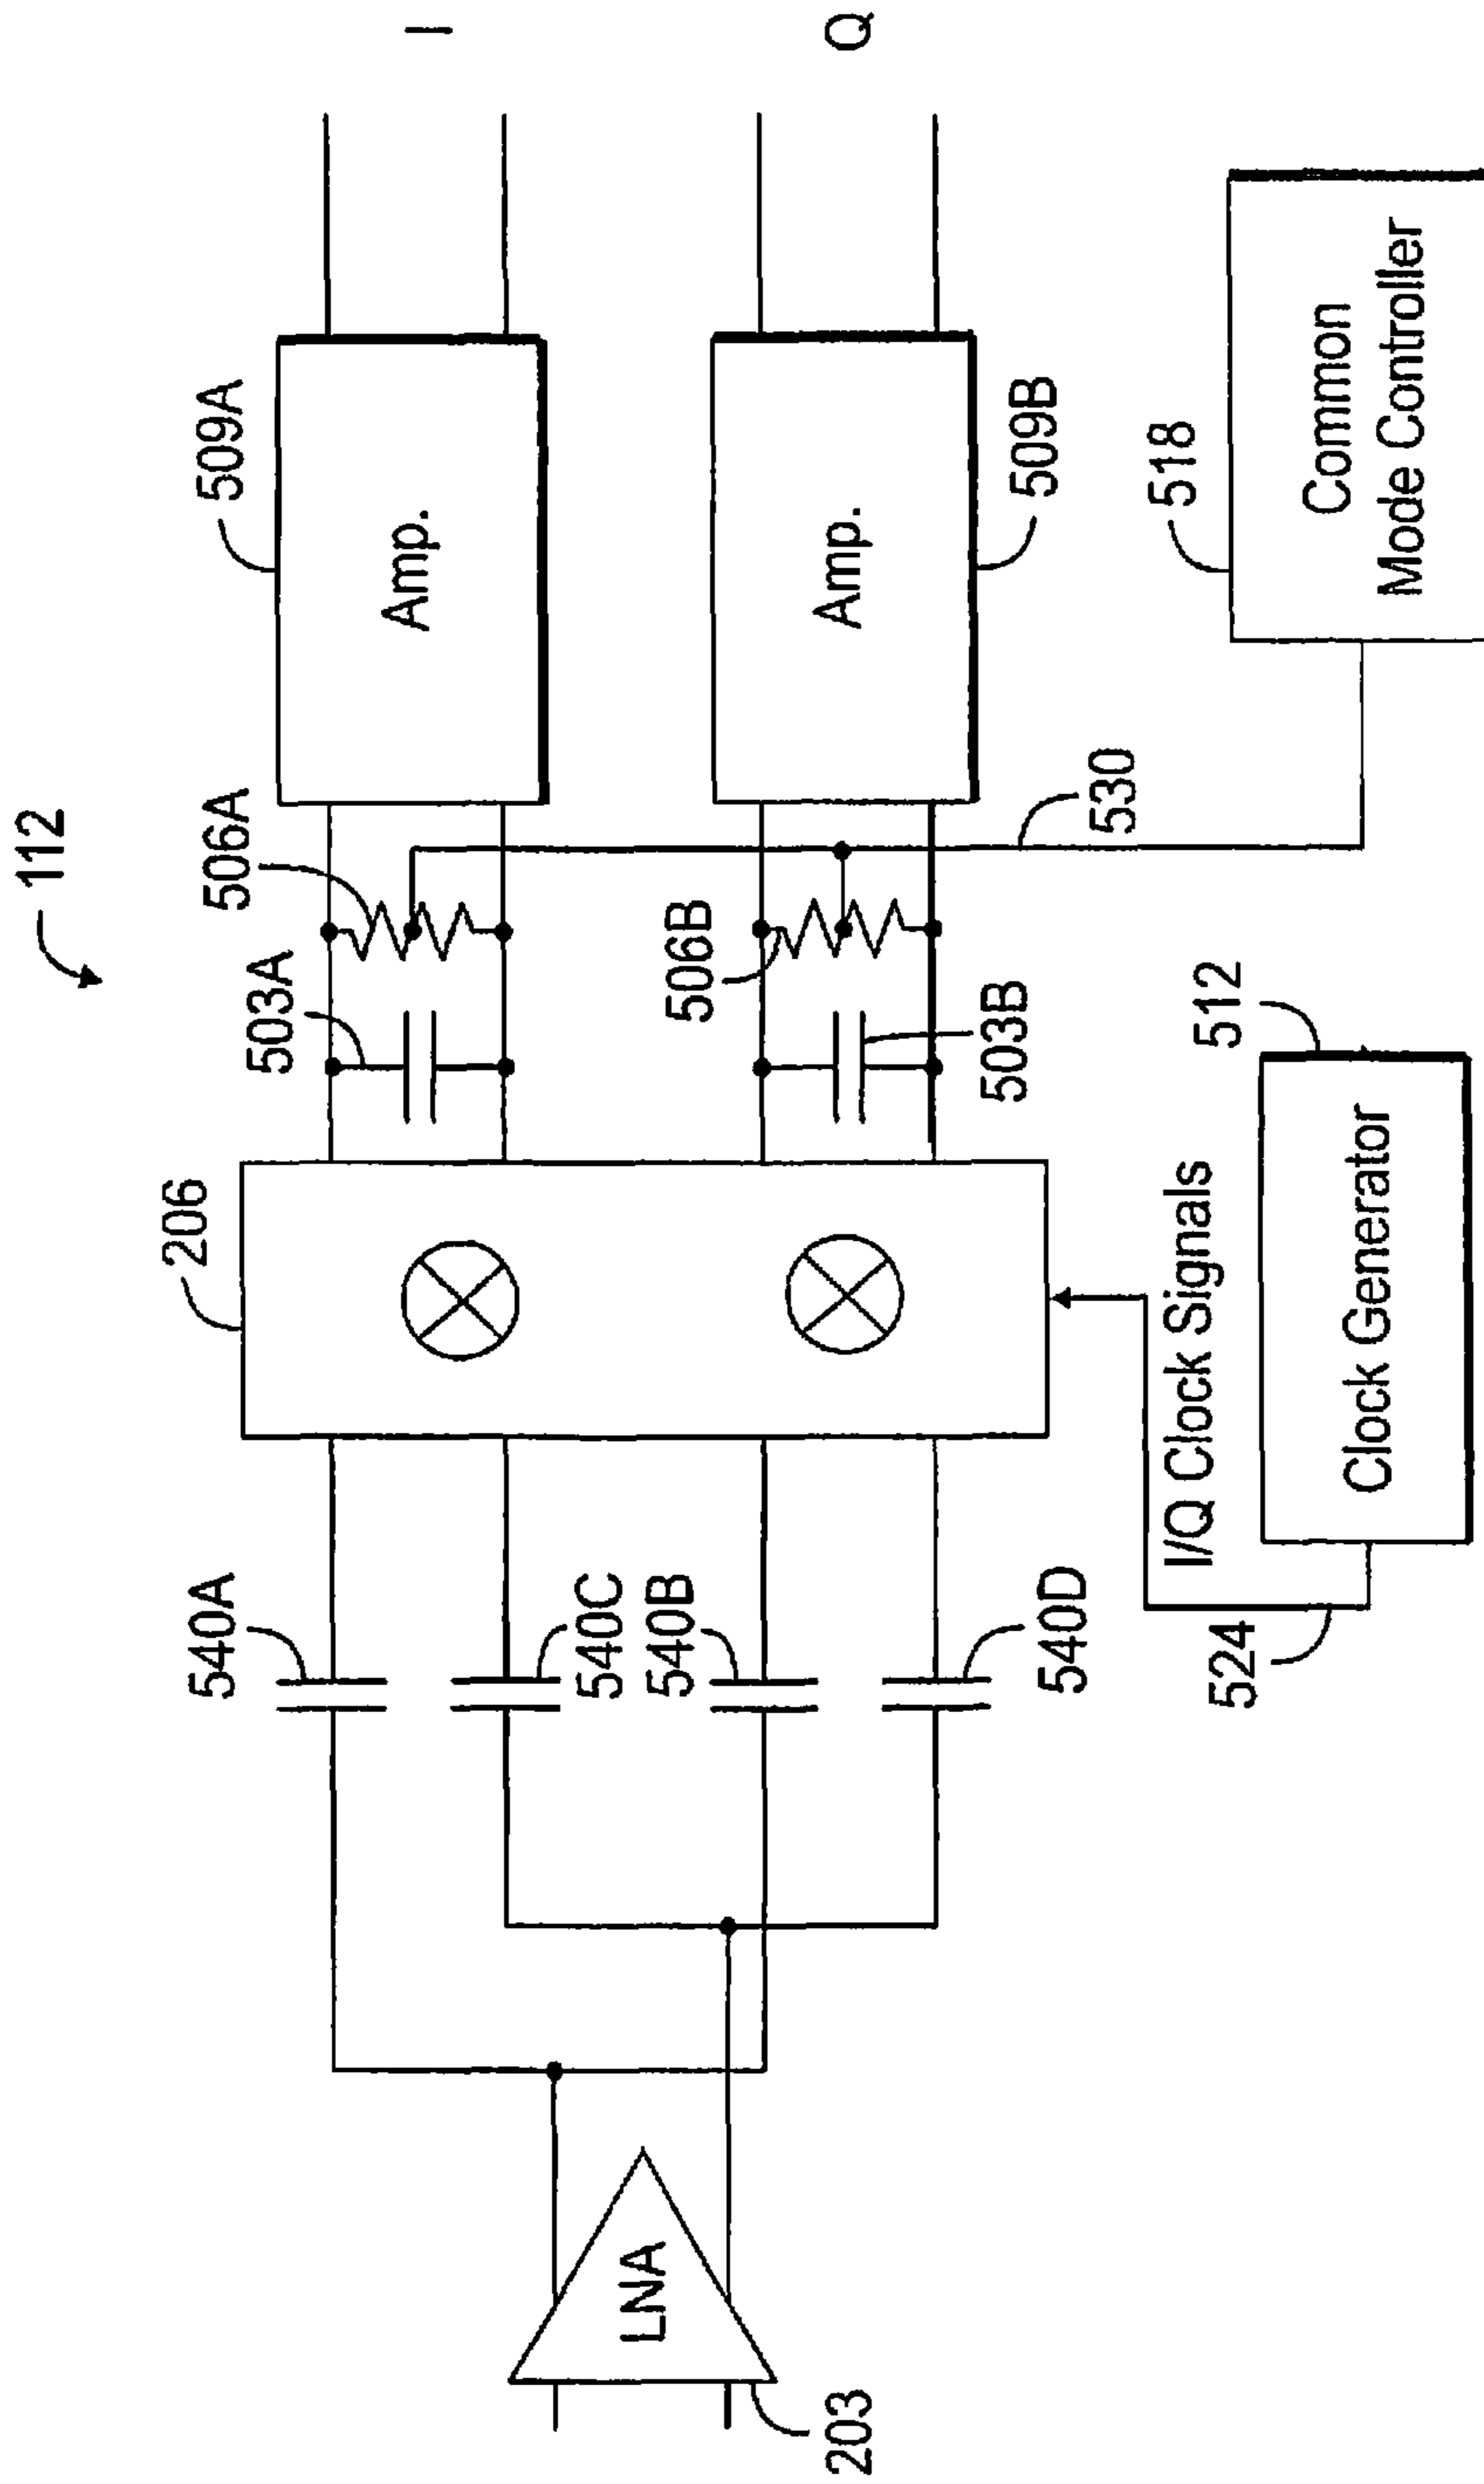 112
206
503A
506A
509A
Amp.
I
540A
540C
540B
540D
LNA
203
506B
503B
Amp.
509B
Q
530
518
Common
Mode Controller
I/Q Clock Signals
524
512
Clock Generator